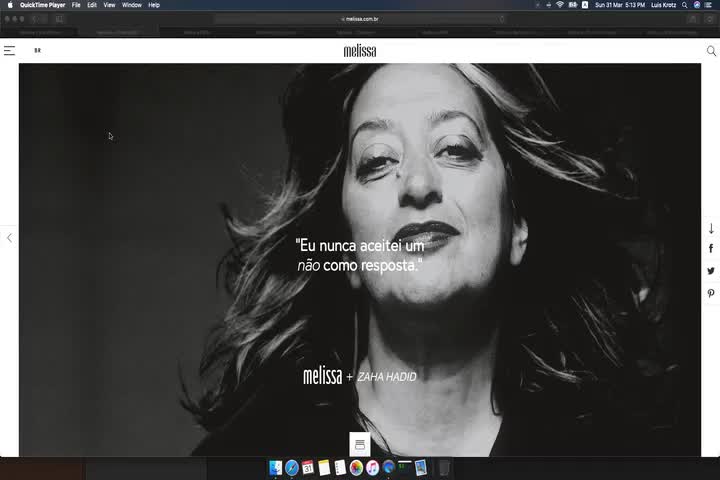 QuickTime Player File Edit View Window Help
Sun 31 Mar 5:13 PM Luis Krotz
melissa.com.br
BR
melissa
"Eu nunca aceitei um
não como resposta."
melissa + ZAHA HADID
31